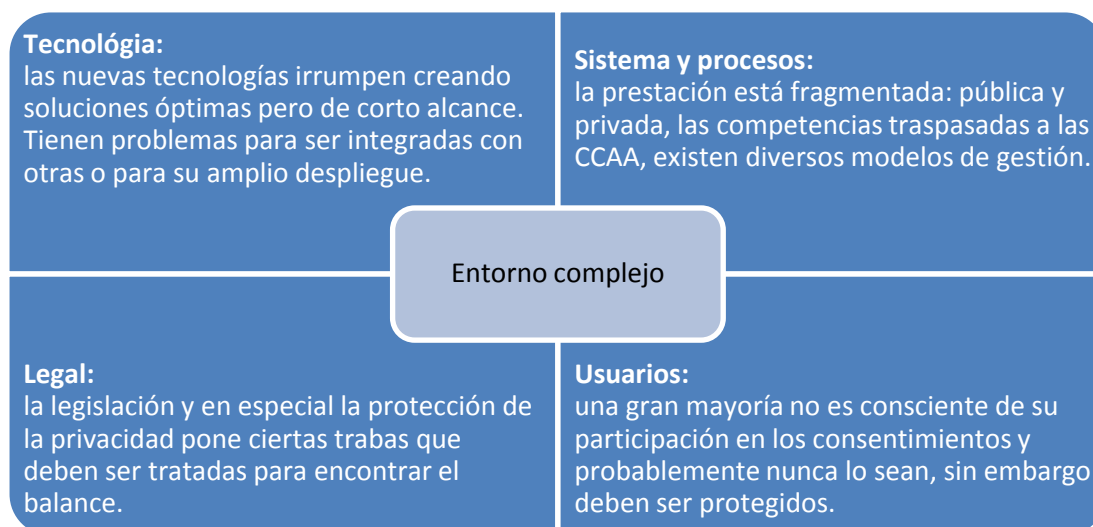 Tecnológia:
las nuevas tecnologías irrumpen creando
soluciones óptimas pero de corto alcance.
Tienen problemas para ser integradas con
otras o para su amplio despliegue.
Sistema y procesos:
la prestación está fragmentada: pública y
privada, las competencias traspasadas a las
CCAA, existen diversos modelos de gestión.
Entorno complejo
Legal:
la legislación y en especial la protección de
la privacidad pone ciertas trabas que
deben ser tratadas para encontrar el
balance.
Usuarios:
una gran mayoría no es consciente de su
participación en los consentimientos y
probablemente nunca lo sean, sin embargo
deben ser protegidos.